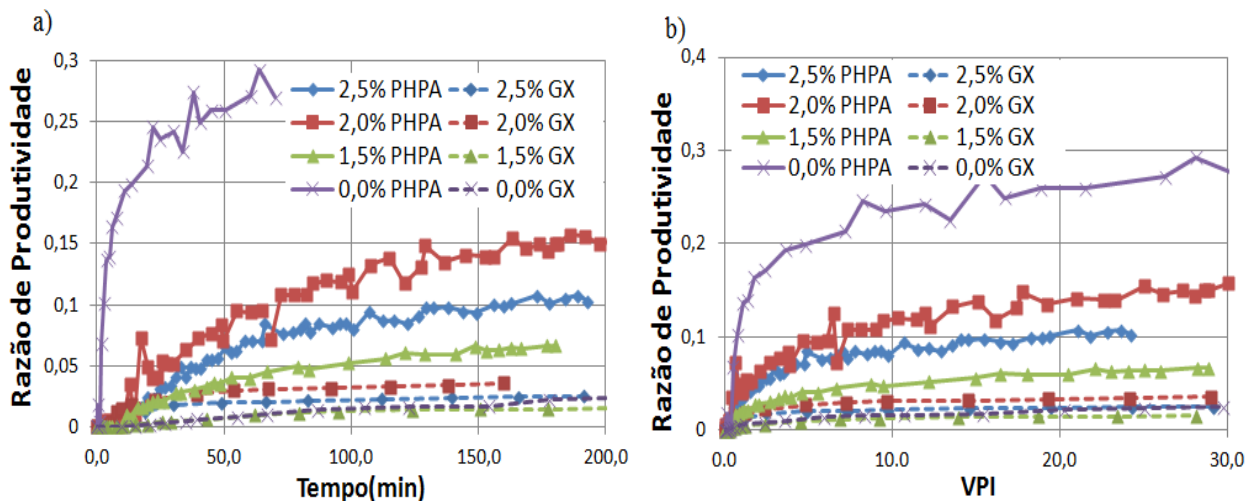 a)
Razão de Produtividade
0,3
0,25
0,2
0,15
0,1
0,05
0
0,0
50,0
100,0
150,0
200,0
Tempo(min)
2,5% PHPA
2,5% GX
2,0% PHPA
2,0% GX
1,5% PHPA
1,5% GX
0,0% PHPA
0,0% GX
b)
Razão de Produtividade
0,4
0,3
0,2
0,1
0
0.0
10.0
20,0
30,0
VPI
2,5% PHPA
2,5% GX
2,0% PHPA
2,0% GX
1,5% PHPA
1,5% GX
0,0% PHPA
0,0% GX